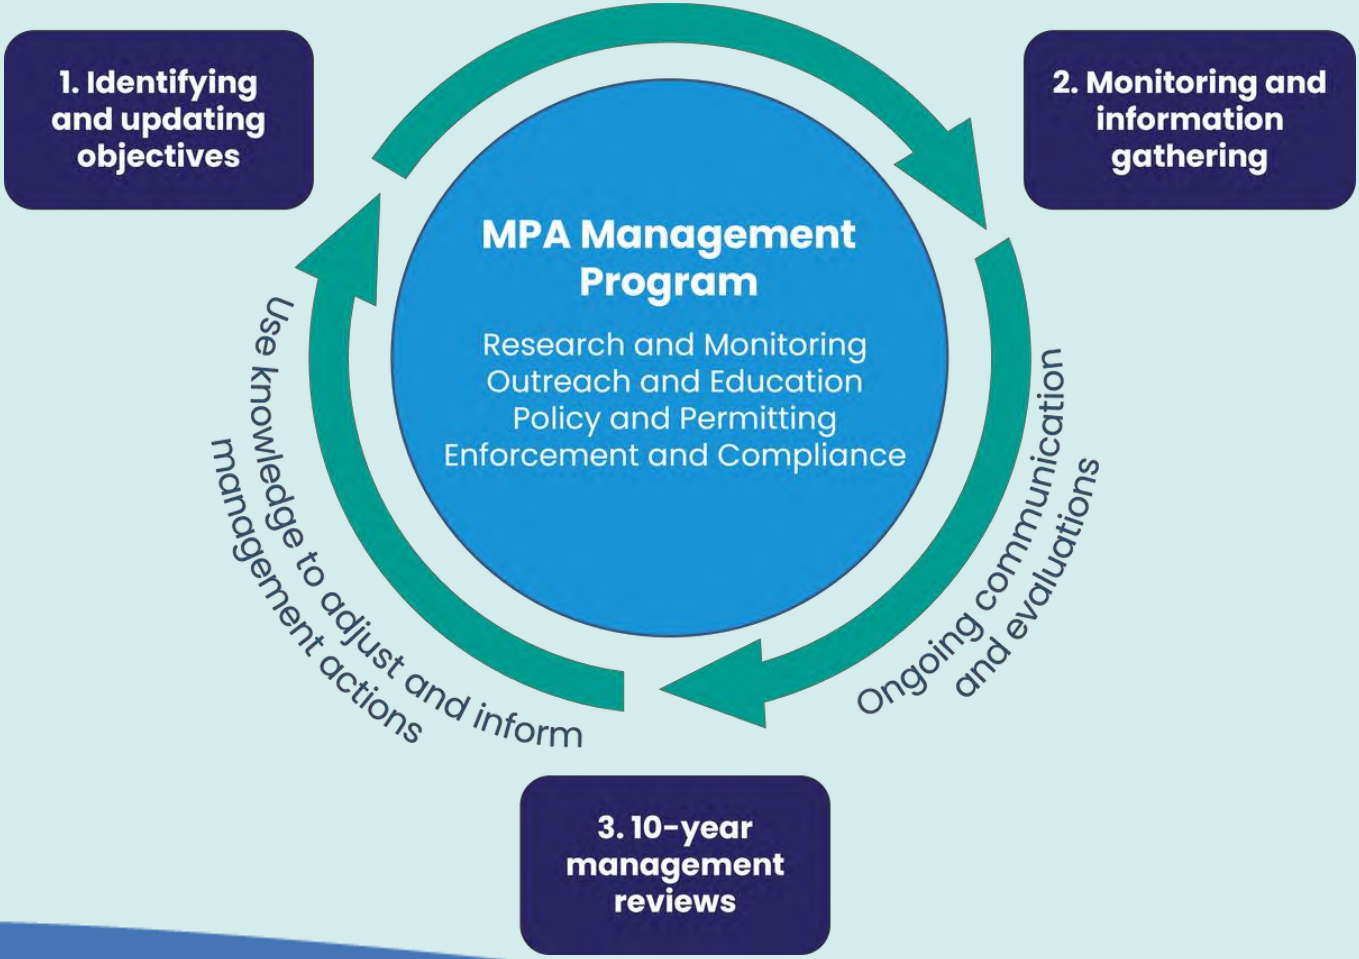 1. Identifying
and updating
objectives
2. Monitoring and
information
gathering
MPA Management
Program
Research and Monitoring
Outreach and Education
Policy and Permitting
Enforcement and Compliance
Ongoing communication
and evaluations
3. 10-year
management
reviews
Use knowledge to adjust and inform
management actions